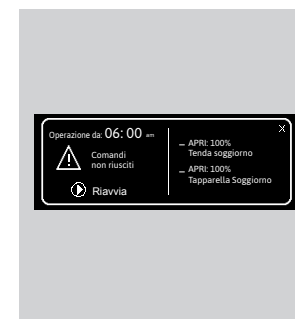 Operazione da: 06:00 am
Comandi
non riusciti
Riavvia
X
– APRI: 100%
Tenda soggiorno
– APRI: 100%
Tapparella Soggiorno